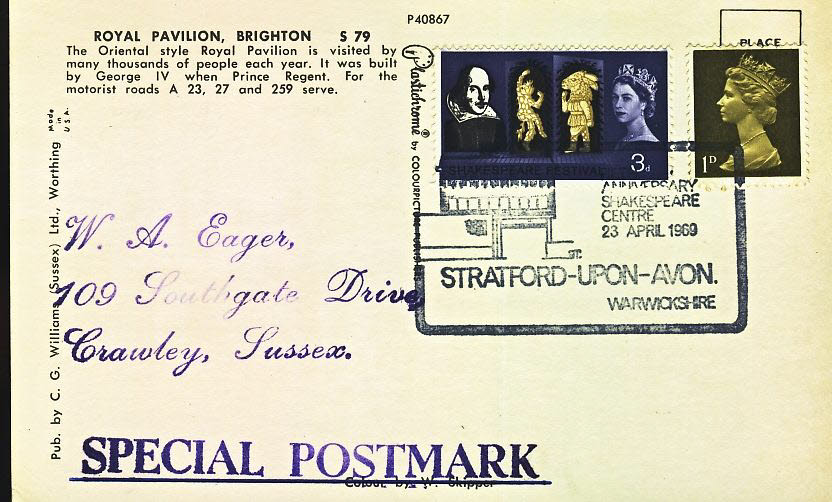 P40867
ROYAL PAVILION, BRIGHTON S 79
The Oriental style Royal Pavilion is visited by
many thousands of people each year. It was built
by George IV when Prince Regent. For the
motorist roads A 23, 27 and 259 serve.
PLACE
Made
in
U.S.A.
Plastichrome ® by COLOURPICTURE
SHAKESPEARE FESTIVAL
3d
1D
ANNIVERSARY
SHAKESPEARE
CENTRE
23 APRIL 1969
ST.
STRATFORD-UPON-AVON.
WARWICKSHIRE
W. A. Eager,
109 Southgate Drive,
Crawley, Sussex.
Pub. by C. G. Williams (Sussex) Ltd., Worthing
SPECIAL POSTMARK
Colour by W. Skipper